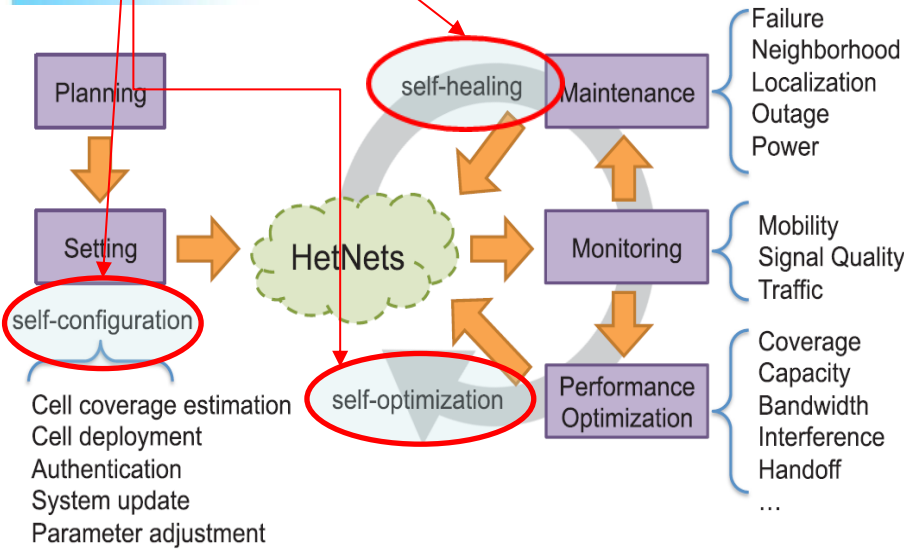 Planning
Setting
self-configuration
Cell coverage estimation
Cell deployment
Authentication
System update
Parameter adjustment
HetNets
self-healing
self-optimization
Maintenance
Monitoring
Performance
Optimization
Failure
Neighborhood
Localization
Outage
Power
Mobility
Signal Quality
Traffic
Coverage
Capacity
Bandwidth
Interference
Handoff
…